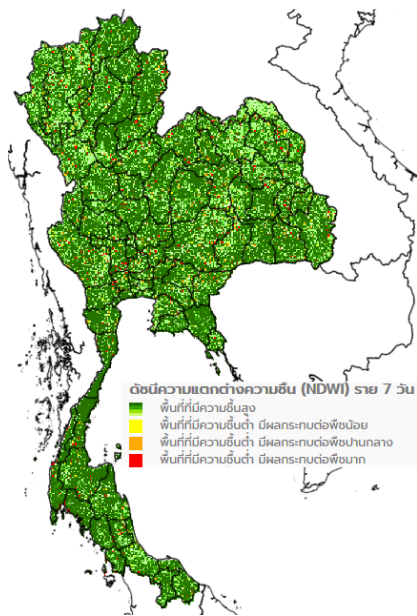 ดัชนีความแตกต่างความชื้น (NDWI) ราย 7 วัน
พื้นที่ที่มีความชื้นสูง
พื้นที่ที่มีความชื้นต่ำ มีผลกระทบต่อพืชน้อย
พื้นที่ที่มีความชื้นต่ำ มีผลกระทบต่อพืชปานกลาง
พื้นที่ที่มีความชื้นต่ำ มีผลกระทบต่อพืชมาก